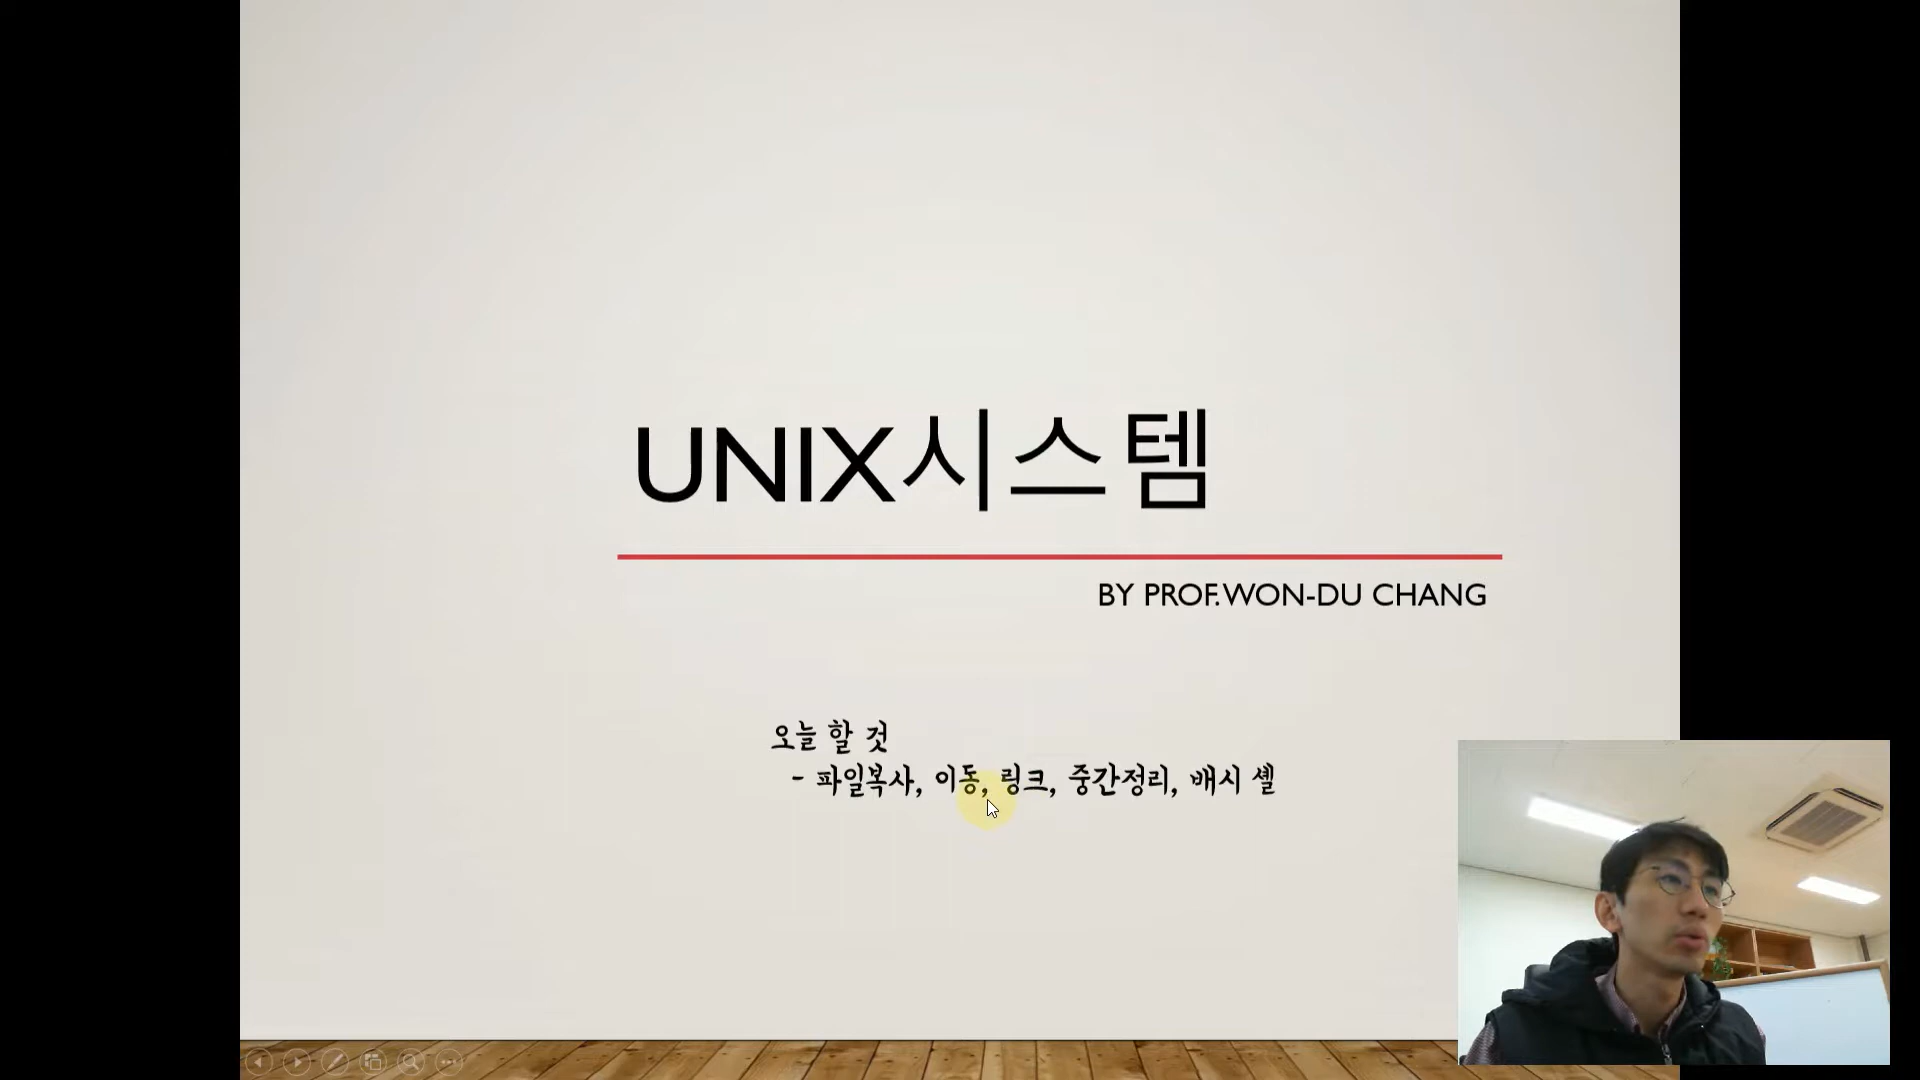 UNIX시스템
BY PROF.WON-DU CHANG
오늘 할 것
- 파일복사, 이동, 링크, 중간정리, 배시 셸